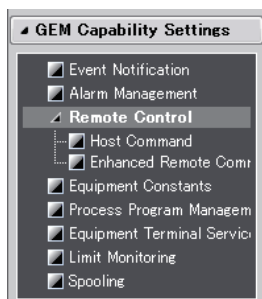 GEM Capability Settings
Event Notification
Alarm Management
Remote Control
Host Command
Enhanced Remote Comm
Equipment Constants
Process Program Managem
Equipment Terminal Servic
Limit Monitoring
Spooling